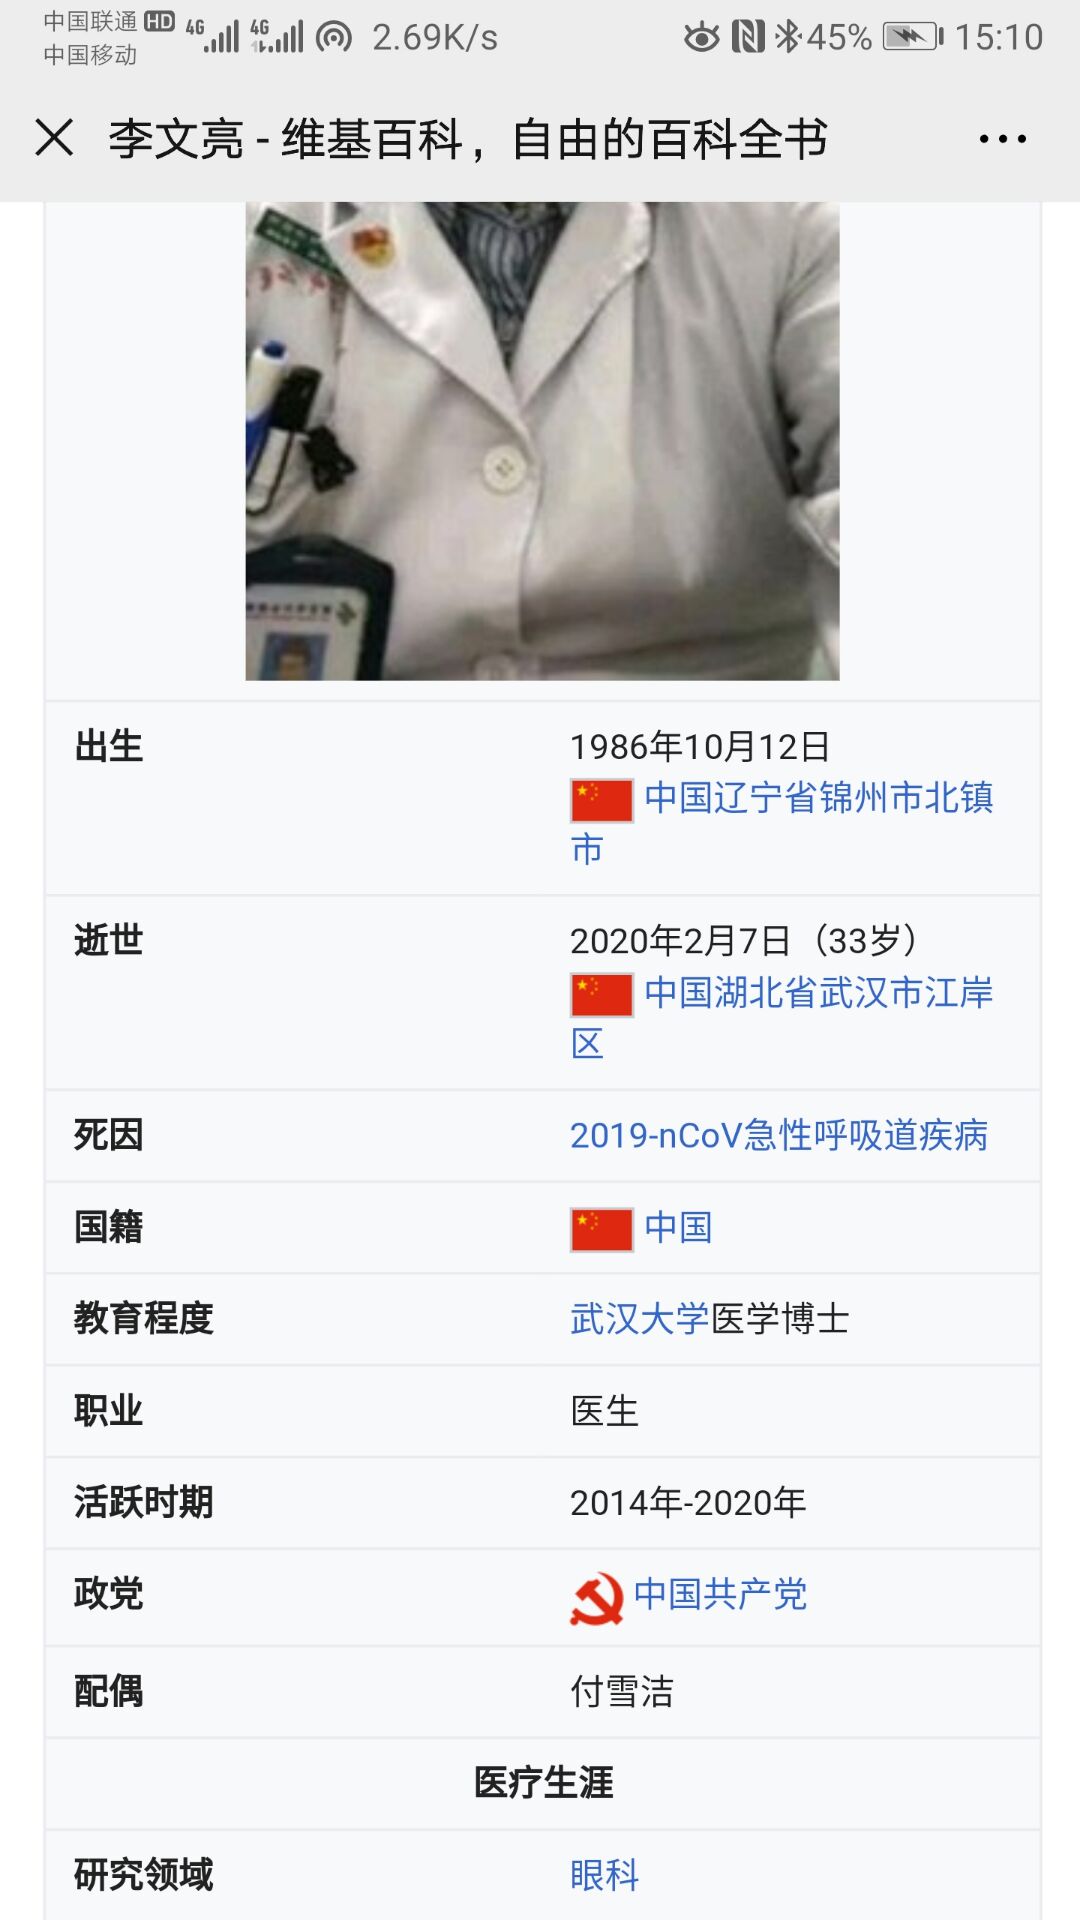 中国联通 HD 4G 4G 2.69K/s 45% 15:10
中国移动
李文亮 - 维基百科，自由的百科全书
出生 1986年10月12日
中国辽宁省锦州市北镇
市
逝世 2020年2月7日（33岁）
中国湖北省武汉市江岸
区
死因 2019-nCoV急性呼吸道疾病
国籍 中国
教育程度 武汉大学医学博士
职业 医生
活跃时期 2014年-2020年
政党 中国共产党
配偶 付雪洁
医疗生涯
研究领域 眼科